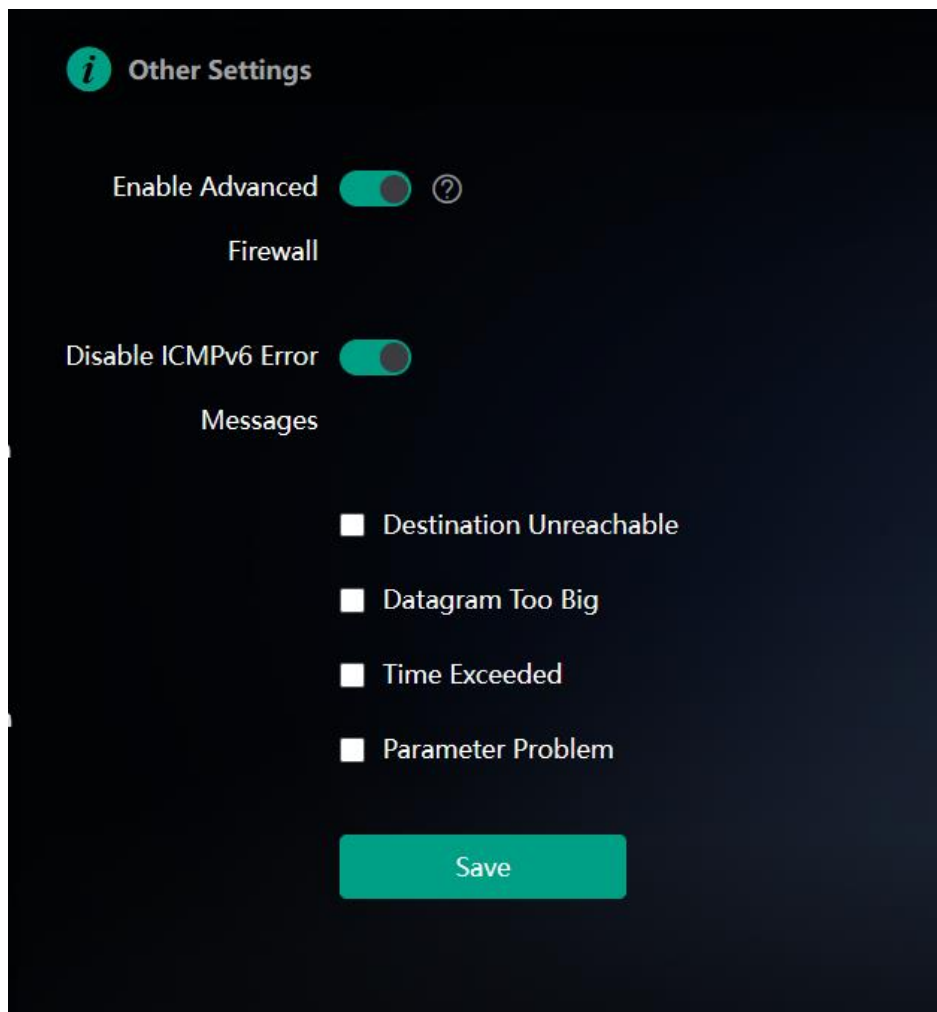 Other Settings
Enable Advanced
Firewall
Disable ICMPv6 Error
Messages
Destination Unreachable
Datagram Too Big
Time Exceeded
Parameter Problem
Save